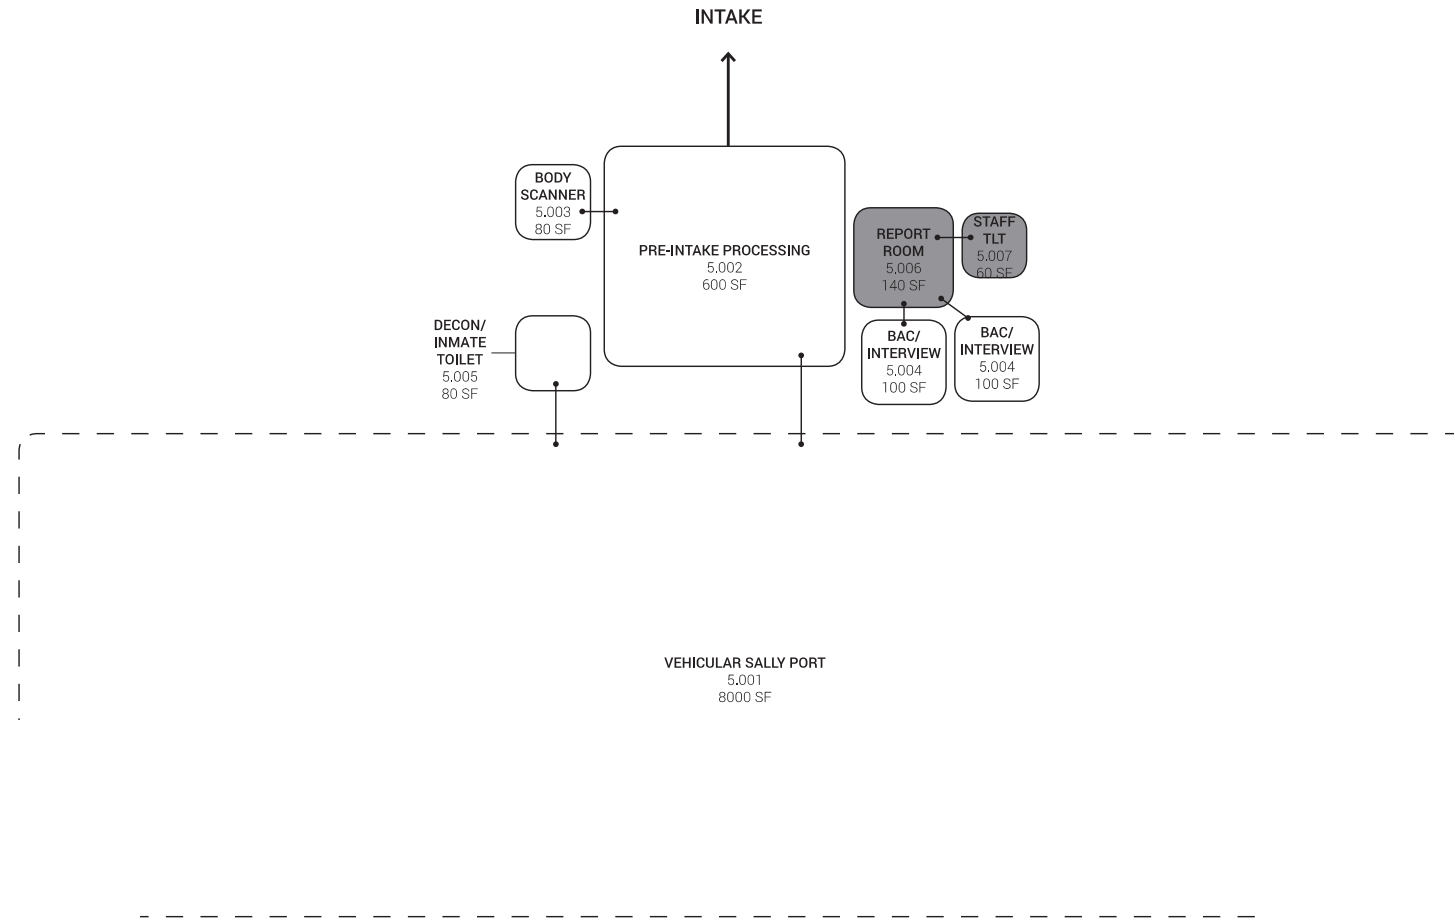 INTAKE
BODY
SCANNER
5.003
80 SF
PRE-INTAKE PROCESSING
5.002
600 SF
REPORT
ROOM
5.006
140 SF
STAFF
TLT
5.007
60 SF
DECON/
INMATE
TOILET
5.005
80 SF
BAC/
INTERVIEW
5.004
100 SF
BAC/
INTERVIEW
5.004
100 SF
VEHICULAR SALLY PORT
5.001
8000 SF